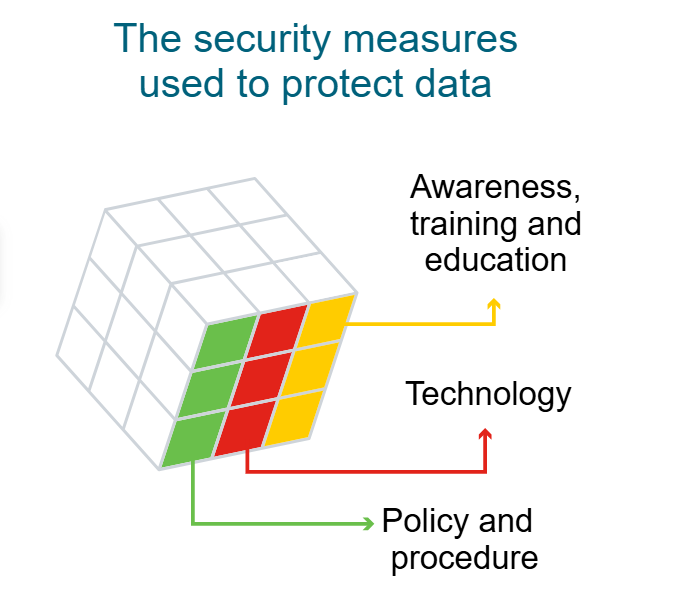 The security measures
used to protect data
Awareness,
training and
education
Technology
Policy and
procedure